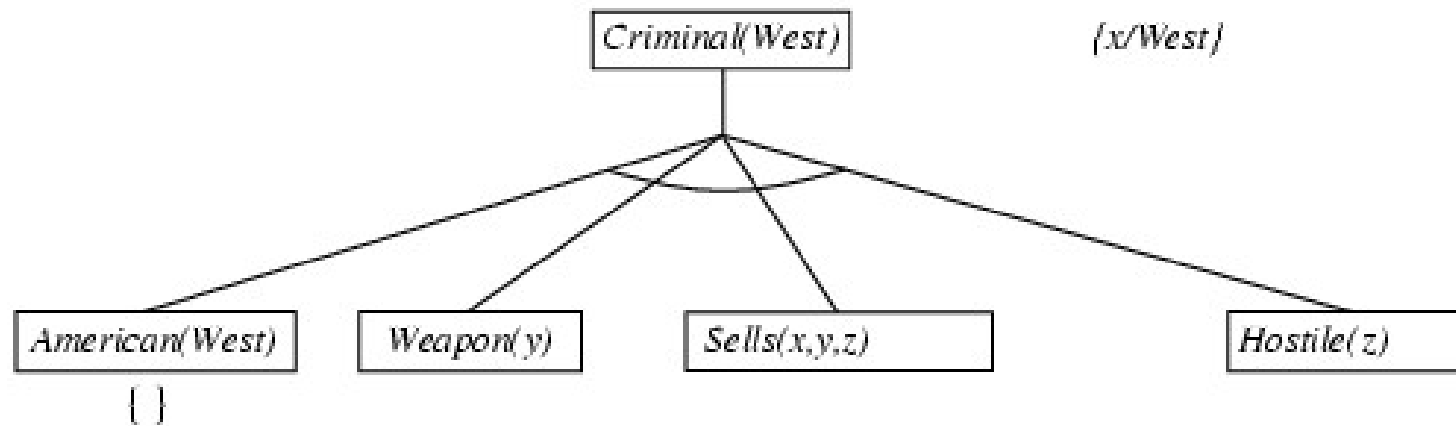 Criminal(West) {x/West}
American(West) Weapon(y) Sells(x,y,z) Hostile(z)
{ }